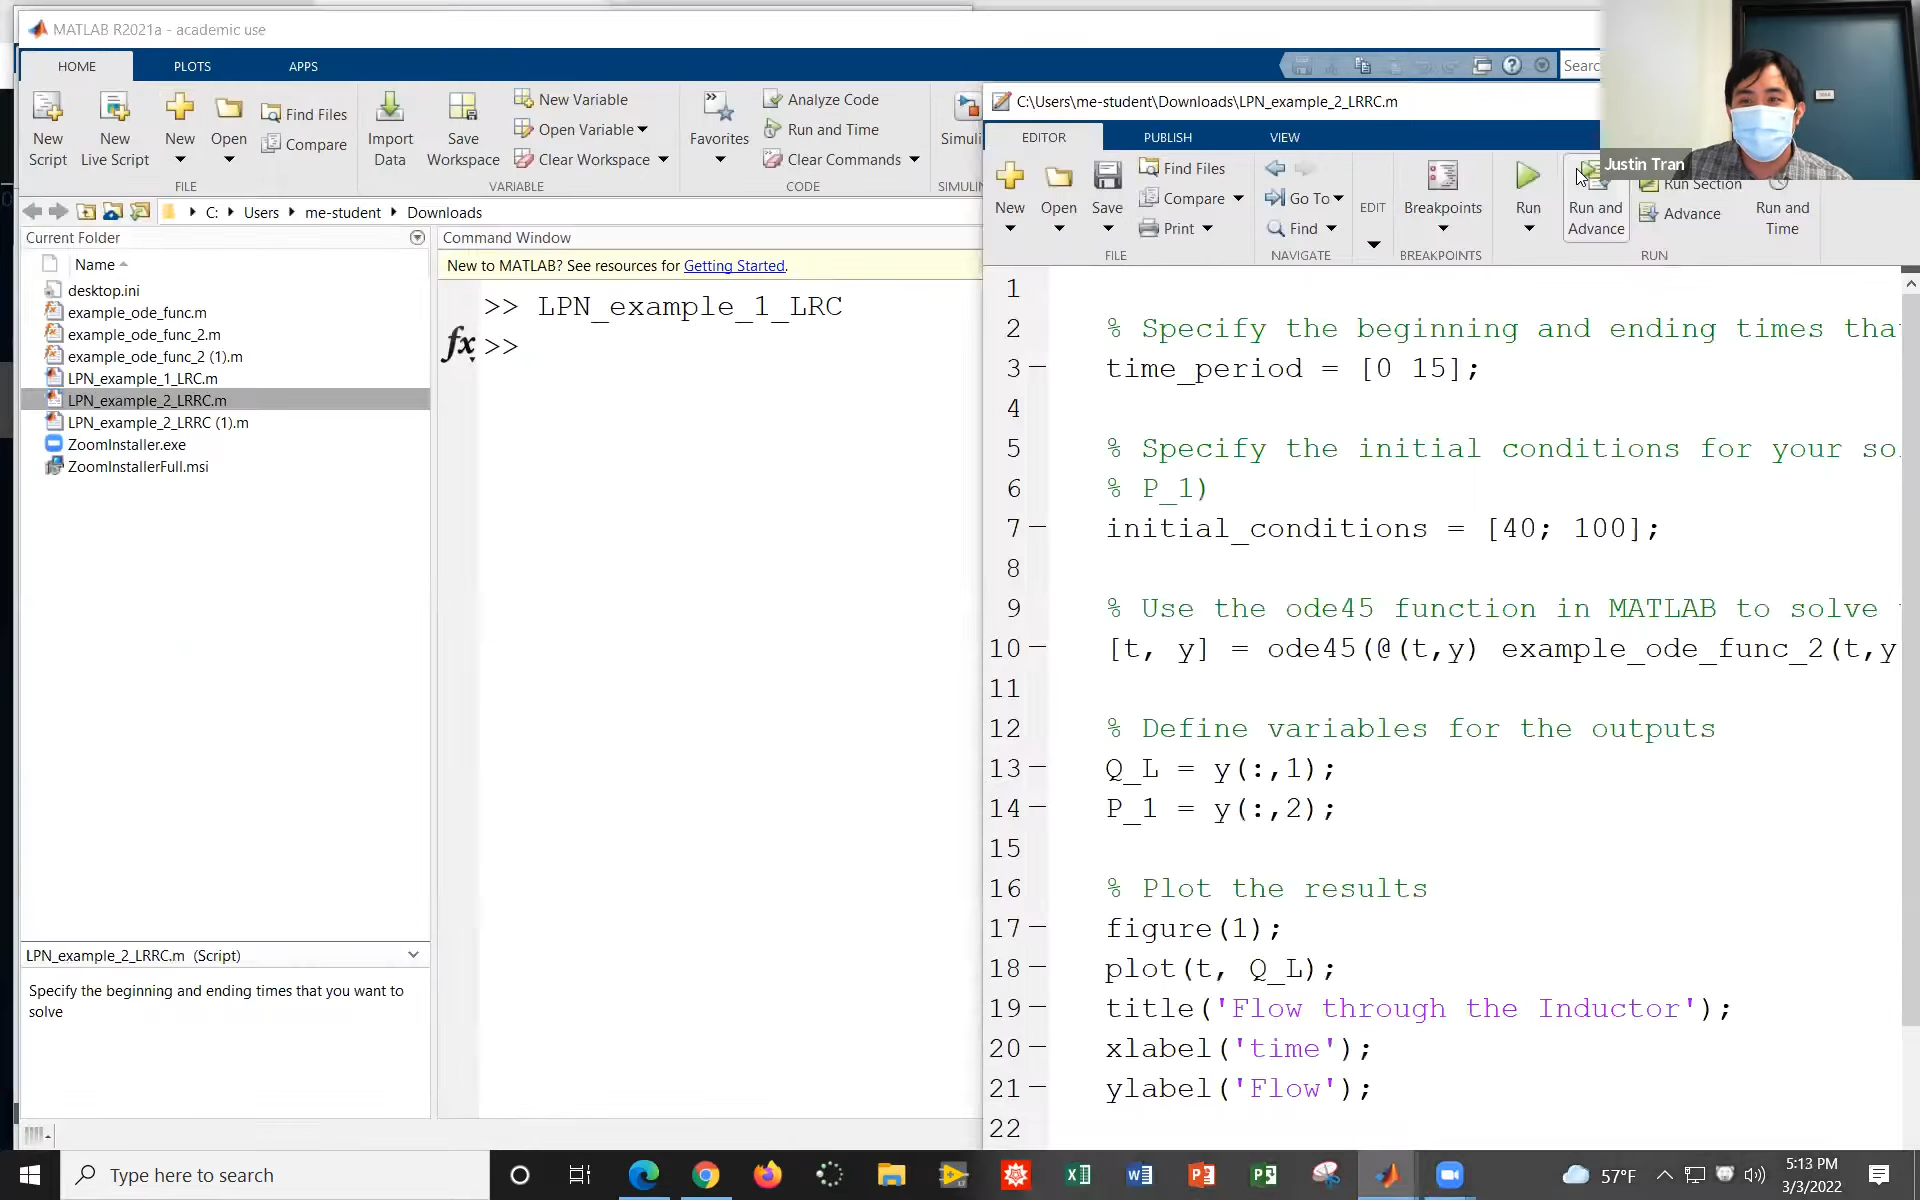 MATLAB R2021a - academic use
HOME
PLOTS
APPS
Searc
New Script
New Live Script
New
Open
Find Files
Compare
Import Data
Save Workspace
New Variable
Open Variable
Clear Workspace
Favorites
Analyze Code
Run and Time
Clear Commands
Simuli
FILE
VARIABLE
CODE
SIMULIN
C:
Users
me-student
Downloads
Current Folder
Name
desktop.ini
example_ode_func.m
example_ode_func_2.m
example_ode_func_2 (1).m
LPN_example_1_LRC.m
LPN_example_2_LRRC.m
LPN_example_2_LRRC (1).m
ZoomInstaller.exe
ZoomInstallerFull.msi
LPN_example_2_LRRC.m (Script)
Specify the beginning and ending times that you want to
solve
Command Window
New to MATLAB? See resources for Getting Started.
>> LPN_example_1_LRC
fx >>
C:\Users\me-student\Downloads\LPN_example_2_LRRC.m
Justin Tran
EDITOR
PUBLISH
VIEW
New
Open
Save
Find Files
Compare
Print
Go To
Find
EDIT
Breakpoints
Run
Run and Advance
Run Section
Advance
Run and Time
FILE
NAVIGATE
BREAKPOINTS
RUN
1
2 % Specify the beginning and ending times tha
3 time_period = [0 15];
4
5 % Specify the initial conditions for your so
6 % P_1)
7 initial_conditions = [40; 100];
8
9 % Use the ode45 function in MATLAB to solve
10 [t, y] = ode45(@(t,y) example_ode_func_2(t,y
11
12 % Define variables for the outputs
13 Q_L = y(:,1);
14 P_1 = y(:,2);
15
16 % Plot the results
17 figure(1);
18 plot(t, Q_L);
19 title('Flow through the Inductor');
20 xlabel('time');
21 ylabel('Flow');
22
Type here to search
57°F
5:13 PM
3/3/2022